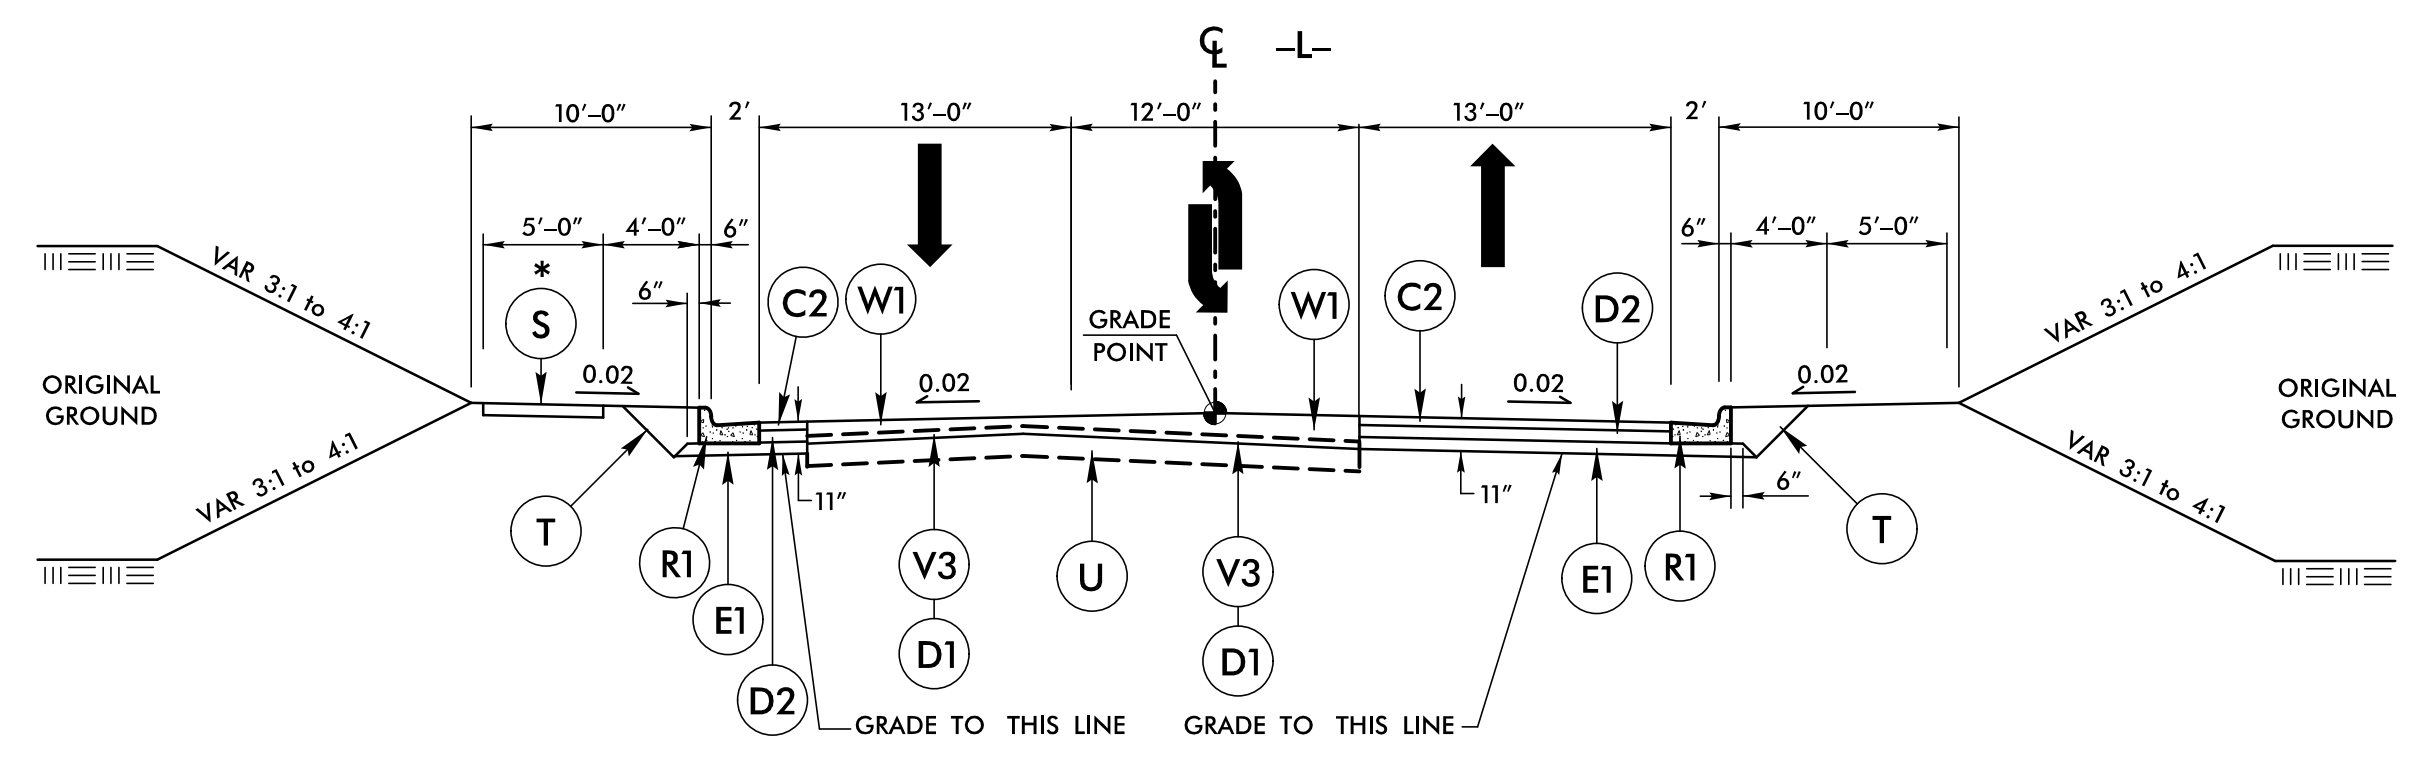 ℄ –L–
10′–0″ 2′ 13′–0″ 12′–0″ 13′–0″ 2′ 10′–0″
5′–0″ 4′–0″ 6″ 6″ 4′–0″ 5′–0″
VAR 3:1 to 4:1
VAR 3:1 to 4:1
*
6″
S
C2
W1
W1
C2
D2
GRADE
POINT
0.02
0.02
0.02
0.02
ORIGINAL
GROUND
ORIGINAL
GROUND
VAR 3:1 to 4:1
VAR 3:1 to 4:1
11″
11″
6″
T
R1
E1
D2
V3
D1
U
V3
D1
E1
R1
T
GRADE TO THIS LINE
GRADE TO THIS LINE